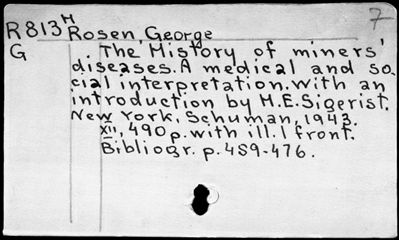 7
R813 H Rosen George
G The History of miners'
diseases. A medical and so.
cial interpretation. With an
introduction by H.E. Sigerist.
New York, Schuman, 1943.
XII, 490 p. with ill. 1 front.
Bibliogr. p. 459-476.